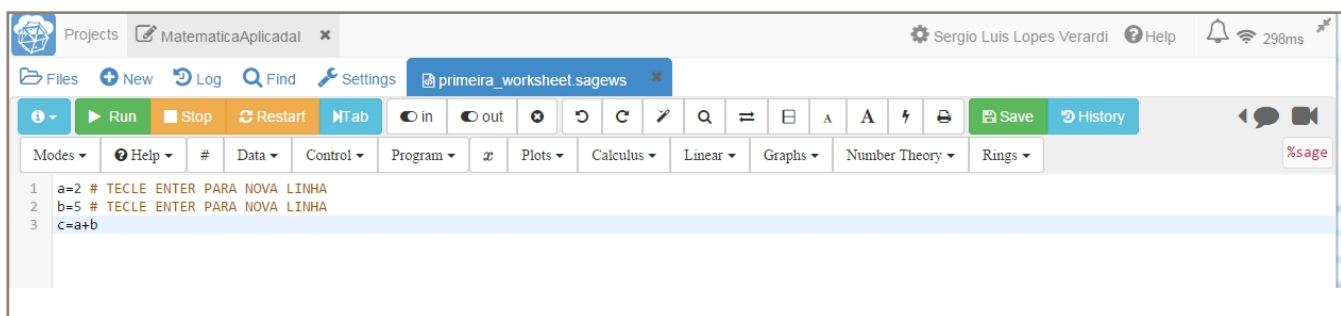 Projects MatematicaAplicadaI × Sergio Luis Lopes Verardi Help 298ms
Files New Log Find Settings primeira_worksheet.sagews ×
Run Stop Restart Tab in out A A Save History
Modes Help # Data Control Program x Plots Calculus Linear Graphs Number Theory Rings %sage
1 a=2 # TECLE ENTER PARA NOVA LINHA
2 b=5 # TECLE ENTER PARA NOVA LINHA
3 c=a+b